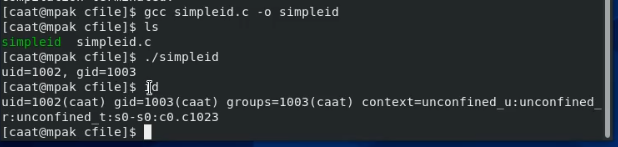 [caat@mpak cfile]$ gcc simpleid.c -o simpleid
[caat@mpak cfile]$ ls
simpleid  simpleid.c
[caat@mpak cfile]$ ./simpleid
uid=1002, gid=1003
[caat@mpak cfile]$ id
uid=1002(caat) gid=1003(caat) groups=1003(caat) context=unconfined_u:unconfined_
r:unconfined_t:s0-s0:c0.c1023
[caat@mpak cfile]$